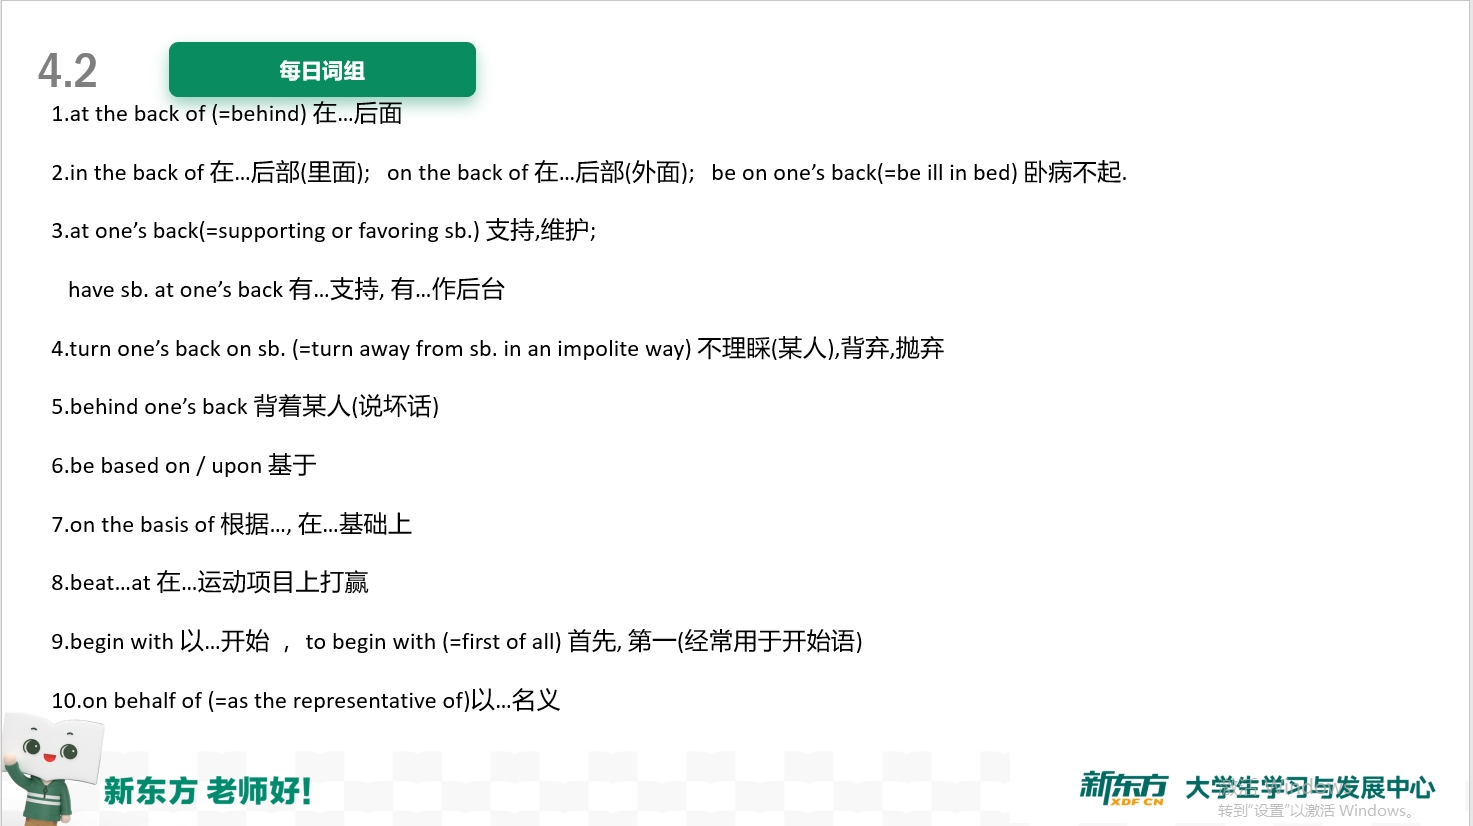 4.2
每日词组
1.at the back of (=behind) 在…后面
2.in the back of 在…后部(里面); on the back of 在…后部(外面); be on one’s back(=be ill in bed) 卧病不起.
3.at one’s back(=supporting or favoring sb.) 支持,维护;
have sb. at one’s back 有…支持, 有…作后台
4.turn one’s back on sb. (=turn away from sb. in an impolite way) 不理睬(某人),背弃,抛弃
5.behind one’s back 背着某人(说坏话)
6.be based on / upon 基于
7.on the basis of 根据…, 在…基础上
8.beat…at 在…运动项目上打赢
9.begin with 以…开始 ，to begin with (=first of all) 首先, 第一(经常用于开始语)
10.on behalf of (=as the representative of)以…名义
新东方 老师好!
新东方 大学生学习与发展中心
XDF.CN
激活 Windows
转到“设置”以激活 Windows。